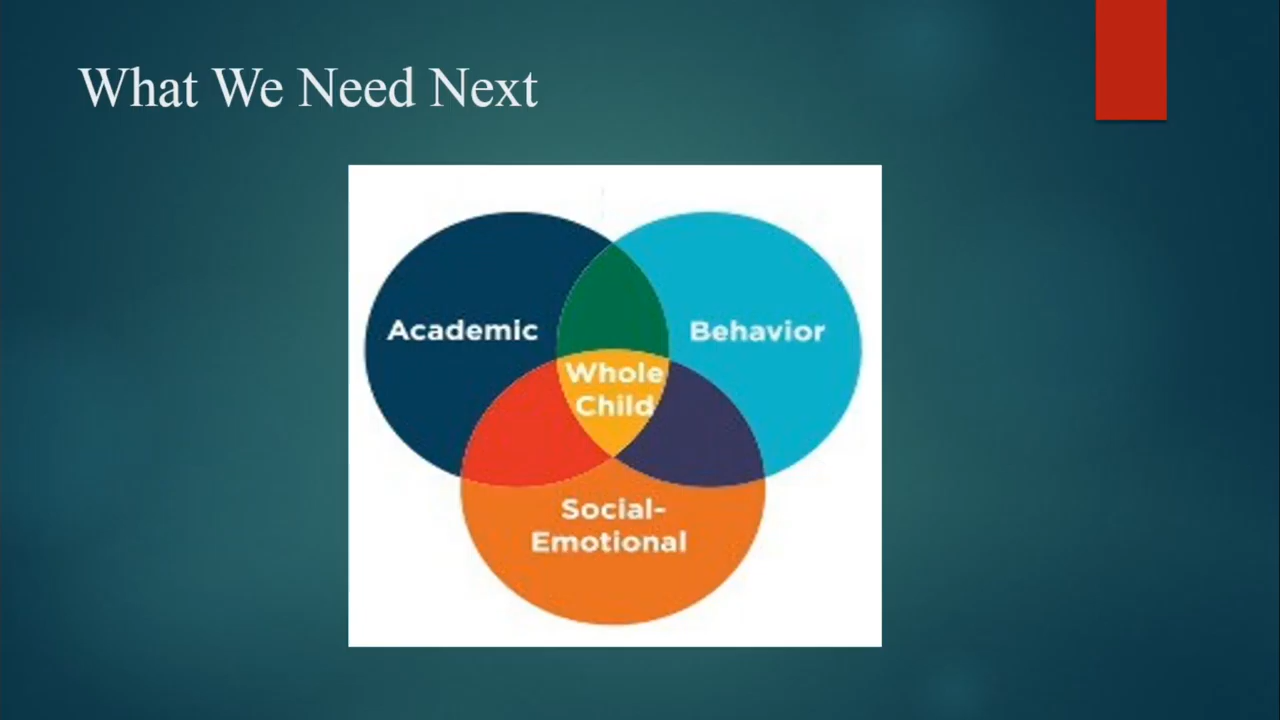 What We Need Next
Academic
Behavior
Whole
Child
Social-
Emotional